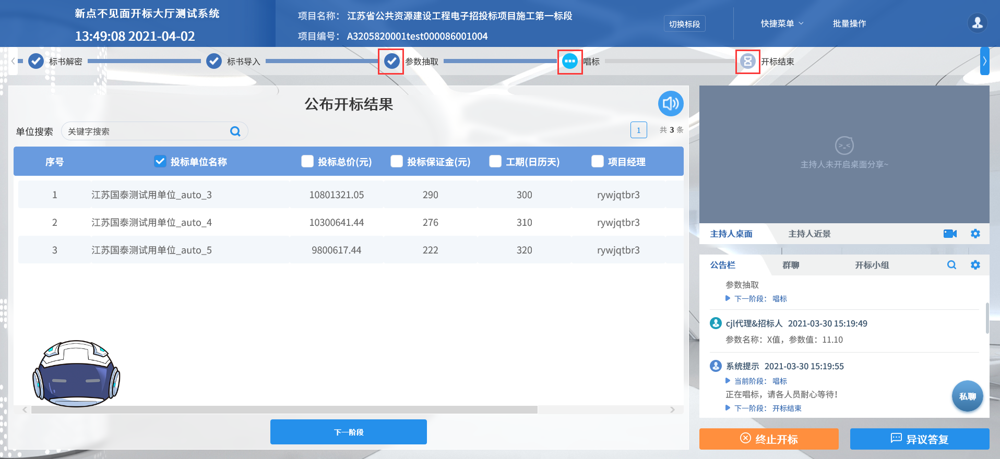 新点不见面开标大厅测试系统
13:49:08 2021-04-02
项目名称： 江苏省公共资源建设工程电子招投标项目施工第一标段
项目编号： A3205820001test000086001004
切换标段
快捷菜单
批量操作
标书解密
标书导入
参数抽取
唱标
开标结束
公布开标结果
单位搜索
关键字搜索
1
共 3 条
序号 投标单位名称 投标总价(元) 投标保证金(元) 工期(日历天) 项目经理
1 江苏国泰测试用单位_auto_3 10801321.05 290 300 rywjqtbr3
2 江苏国泰测试用单位_auto_4 10300641.44 276 310 rywjqtbr3
3 江苏国泰测试用单位_auto_5 9800617.44 222 320 rywjqtbr3
下一阶段
主持人未开启桌面分享~
主持人桌面 主持人近景
公告栏 群聊 开标小组
参数抽取
下一阶段： 唱标
cjl代理&招标人 2021-03-30 15:19:49
参数名称：X值，参数值：11.10
系统提示 2021-03-30 15:19:55
当前阶段： 唱标
正在唱标，请各人员耐心等待！
下一阶段： 开标结束
私聊
终止开标
异议答复